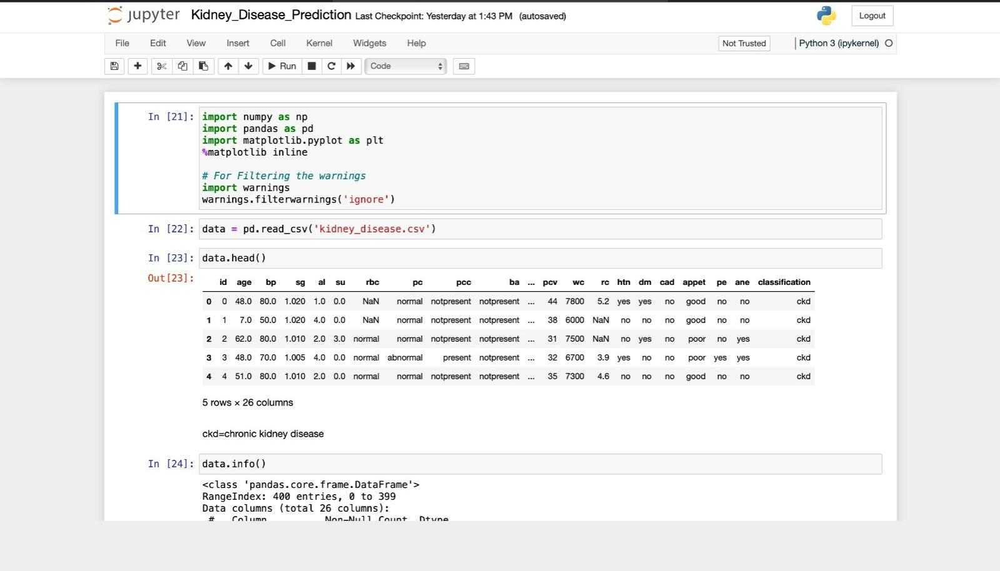 jupyter Kidney_Disease_Prediction Last Checkpoint: Yesterday at 1:43 PM (autosaved) Logout
File Edit View Insert Cell Kernel Widgets Help Not Trusted Python 3 (ipykernel)
Run Code
In [21]: import numpy as np
import pandas as pd
import matplotlib.pyplot as plt
%matplotlib inline
# For Filtering the warnings
import warnings
warnings.filterwarnings('ignore')
In [22]: data = pd.read_csv('kidney_disease.csv')
In [23]: data.head()
Out[23]:
id age bp sg al su rbc pc pcc ba ... pcv wc rc htn dm cad appet pe ane classification
0 0 48.0 80.0 1.020 1.0 0.0 NaN normal notpresent notpresent ... 44 7800 5.2 yes yes no good no no ckd
1 1 7.0 50.0 1.020 4.0 0.0 NaN normal notpresent notpresent ... 38 6000 NaN no no no good no no ckd
2 2 62.0 80.0 1.010 2.0 3.0 normal normal notpresent notpresent ... 31 7500 NaN no yes no poor no yes ckd
3 3 48.0 70.0 1.005 4.0 0.0 normal abnormal present notpresent ... 32 6700 3.9 yes no no poor yes yes ckd
4 4 51.0 80.0 1.010 2.0 0.0 normal normal notpresent notpresent ... 35 7300 4.6 no no no good no no ckd
5 rows × 26 columns
ckd=chronic kidney disease
In [24]: data.info()
<class 'pandas.core.frame.DataFrame'>
RangeIndex: 400 entries, 0 to 399
Data columns (total 26 columns):
# Column Non-Null Count Dtype